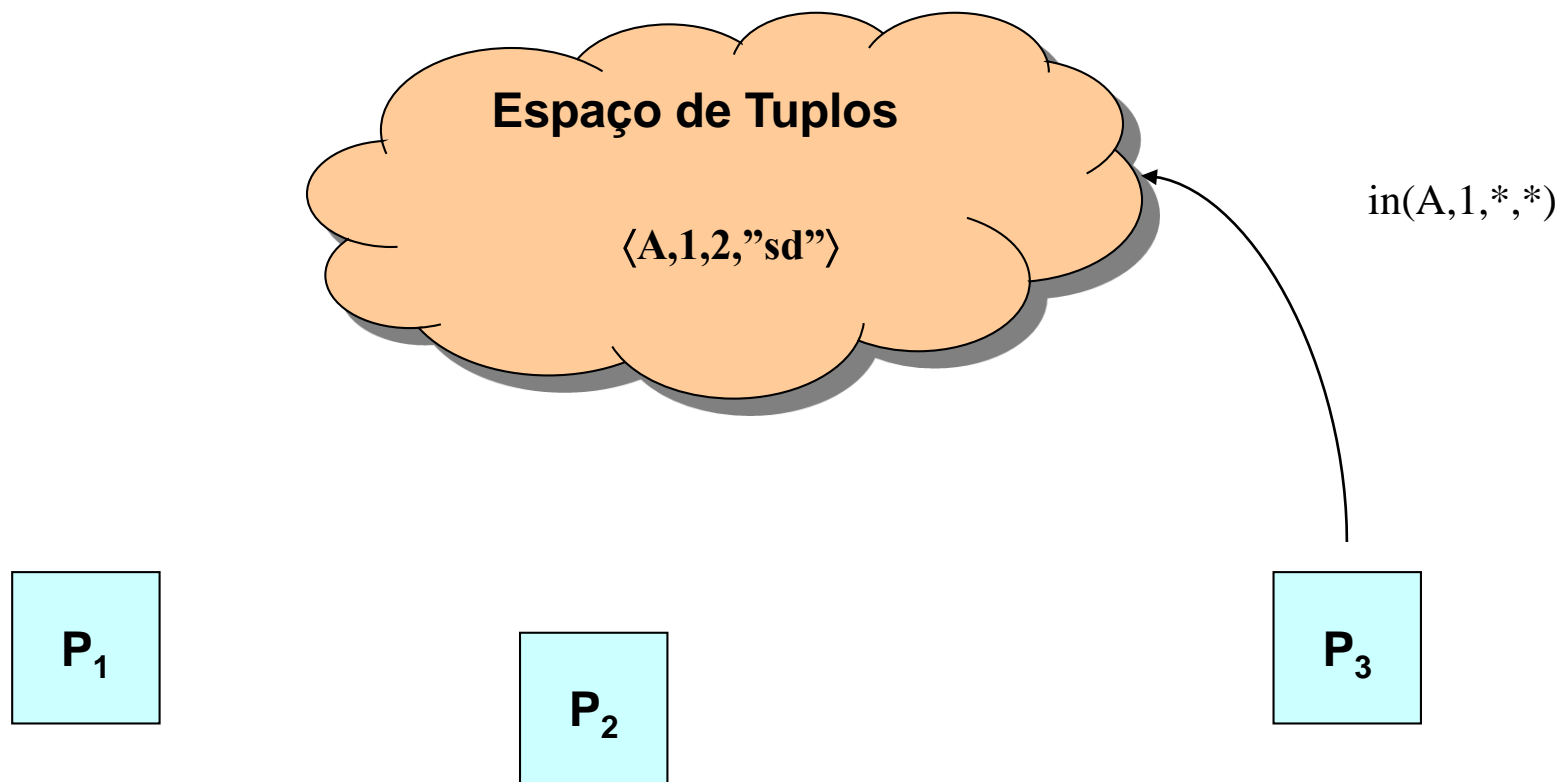 Espaço de Tuplos
in(A,1,*,*)
⟨A,1,2,”sd”⟩
P₁
P₂
P₃